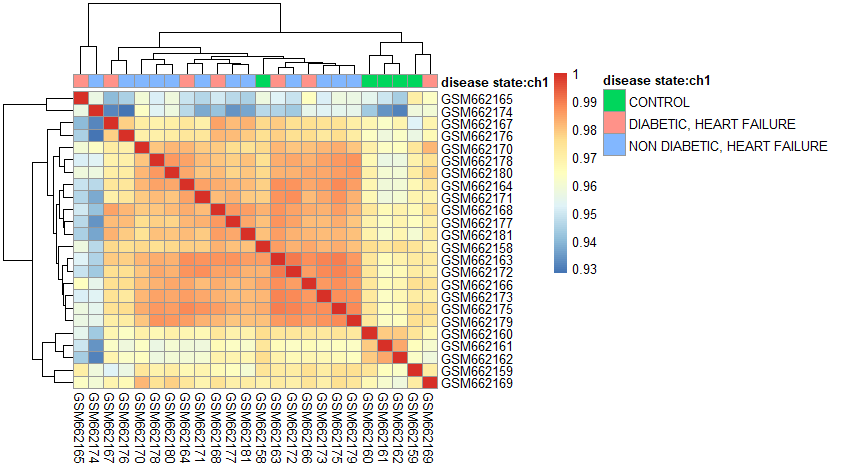 disease state:ch1
GSM662165
GSM662174
GSM662167
GSM662176
GSM662170
GSM662178
GSM662180
GSM662164
GSM662171
GSM662168
GSM662177
GSM662181
GSM662158
GSM662163
GSM662172
GSM662166
GSM662173
GSM662175
GSM662179
GSM662160
GSM662161
GSM662162
GSM662159
GSM662169
GSM662165
GSM662174
GSM662167
GSM662176
GSM662170
GSM662178
GSM662180
GSM662164
GSM662171
GSM662168
GSM662177
GSM662181
GSM662158
GSM662163
GSM662172
GSM662166
GSM662173
GSM662175
GSM662179
GSM662160
GSM662161
GSM662162
GSM662159
GSM662169
1
0.99
0.98
0.97
0.96
0.95
0.94
0.93
disease state:ch1
CONTROL
DIABETIC, HEART FAILURE
NON DIABETIC, HEART FAILURE